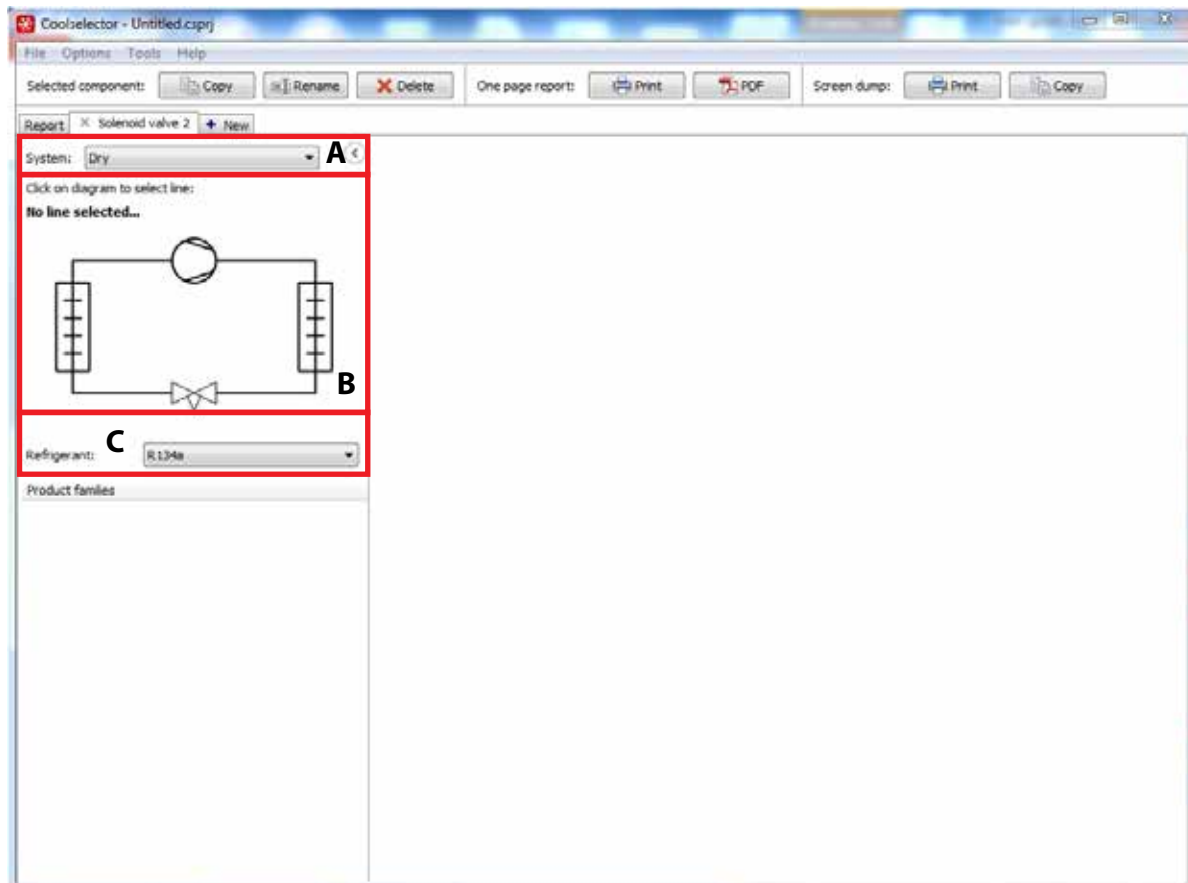 Coolselector - Untitled.csprj
File Options Tools Help
Selected component: Copy Rename Delete One page report: Print PDF Screen dump: Print Copy
Report Solenoid valve 2 New
System: Dry A
Click on diagram to select line:
No line selected...
B
C
Refrigerant: R134a
Product families